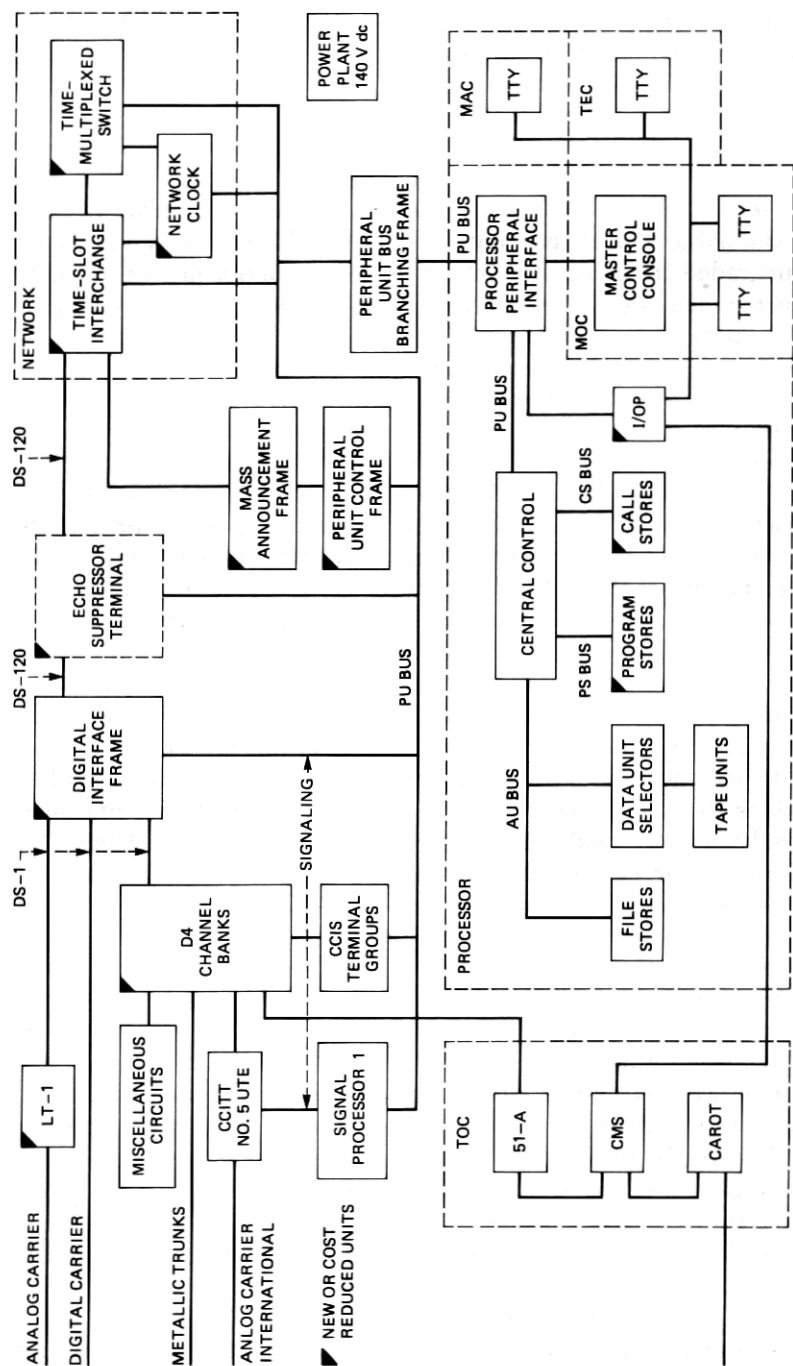 ANALOG CARRIER
DIGITAL CARRIER
METALLIC TRUNKS
ANLOG CARRIER
INTERNATIONAL
NEW OR COST
REDUCED UNITS
LT-1
MISCELLANEOUS
CIRCUITS
CCITT
NO. 5 UTE
SIGNAL
PROCESSOR 1
DS-1
D4
CHANNEL
BANKS
CCIS
TERMINAL
GROUPS
SIGNALING
DIGITAL
INTERFACE
FRAME
DS-120
ECHO
SUPPRESSOR
TERMINAL
PU BUS
DS-120
MASS
ANNOUNCEMENT
FRAME
PERIPHERAL
UNIT CONTROL
FRAME
NETWORK
TIME-SLOT
INTERCHANGE
TIME-
MULTIPLEXED
SWITCH
NETWORK
CLOCK
PERIPHERAL
UNIT BUS
BRANCHING FRAME
POWER
PLANT
140 V dc
TOC
51-A
CMS
CAROT
PROCESSOR
FILE
STORES
AU BUS
DATA UNIT
SELECTORS
TAPE UNITS
CENTRAL CONTROL
PS BUS
PROGRAM
STORES
CS BUS
CALL
STORES
PU BUS
I/OP
PU BUS
PROCESSOR
PERIPHERAL
INTERFACE
MOC
MASTER
CONTROL
CONSOLE
TTY
TTY
MAC
TTY
TEC
TTY